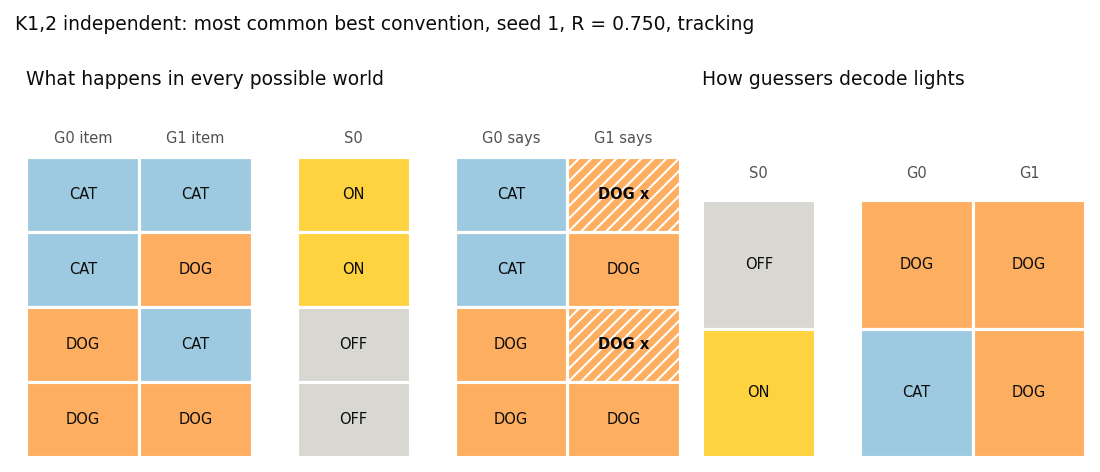 K1,2 independent: most common best convention, seed 1, R = 0.750, tracking
What happens in every possible world
How guessers decode lights
G0 item G1 item S0 G0 says G1 says
CAT CAT ON CAT DOG x
CAT DOG ON CAT DOG
DOG CAT OFF DOG DOG x
DOG DOG OFF DOG DOG
S0 G0 G1
OFF DOG DOG
ON CAT DOG